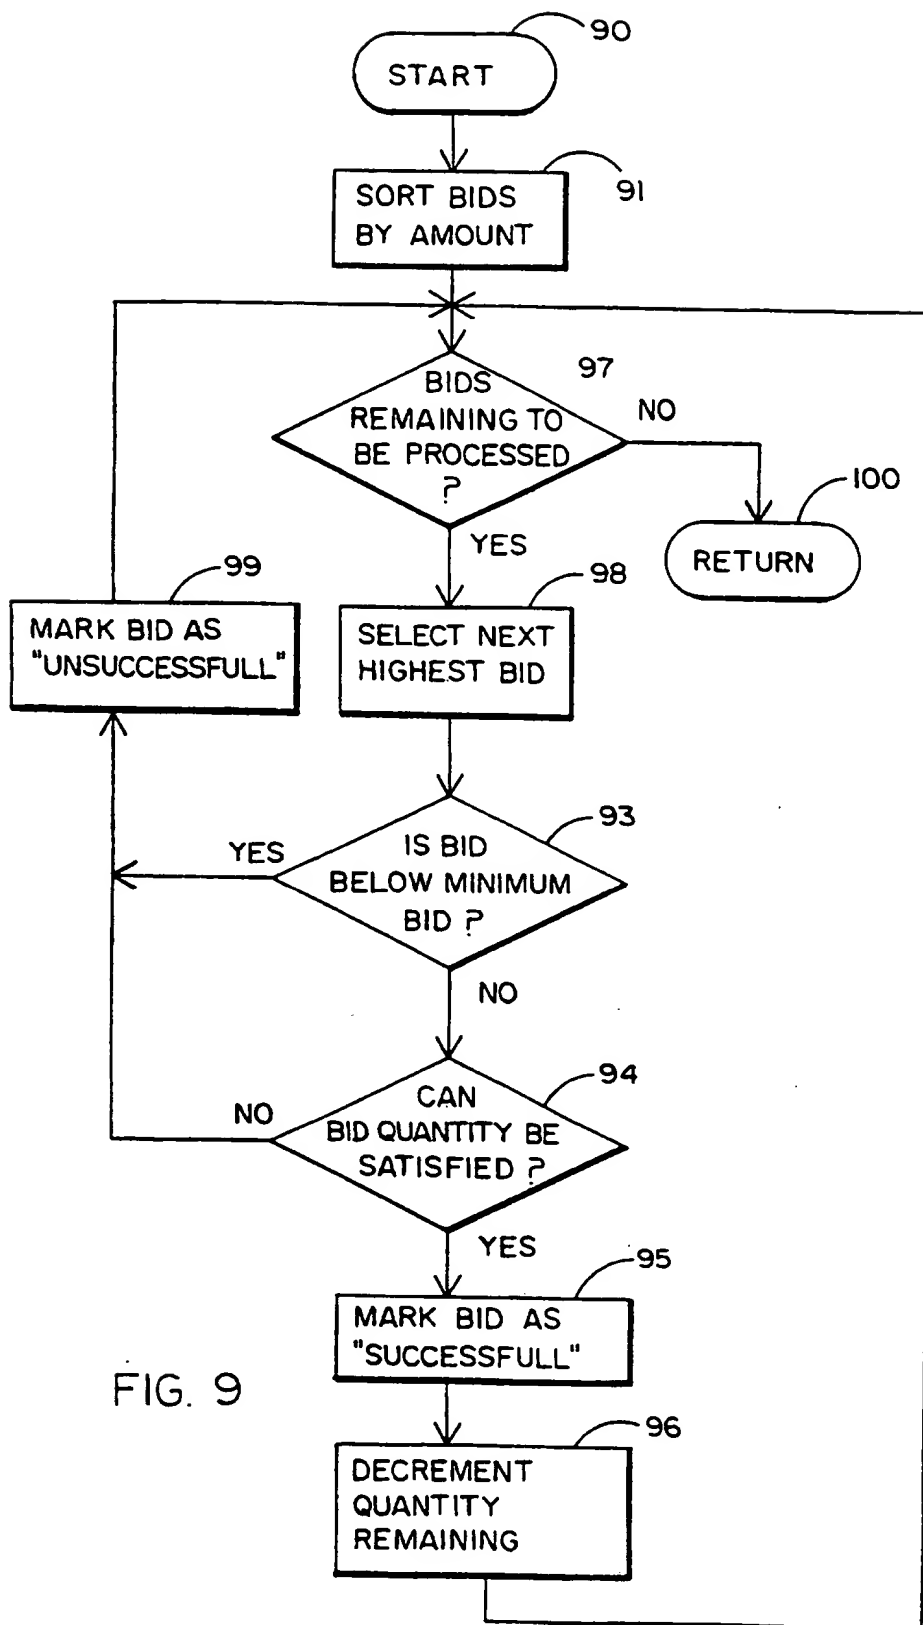 90
START
91
SORT BIDS
BY AMOUNT
97
BIDS
REMAINING TO
BE PROCESSED
?
NO
100
RETURN
YES
99
MARK BID AS
"UNSUCCESSFULL"
98
SELECT NEXT
HIGHEST BID
93
YES
IS BID
BELOW MINIMUM
BID ?
NO
94
NO
CAN
BID QUANTITY BE
SATISFIED ?
YES
95
MARK BID AS
"SUCCESSFULL"
FIG. 9
96
DECREMENT
QUANTITY
REMAINING